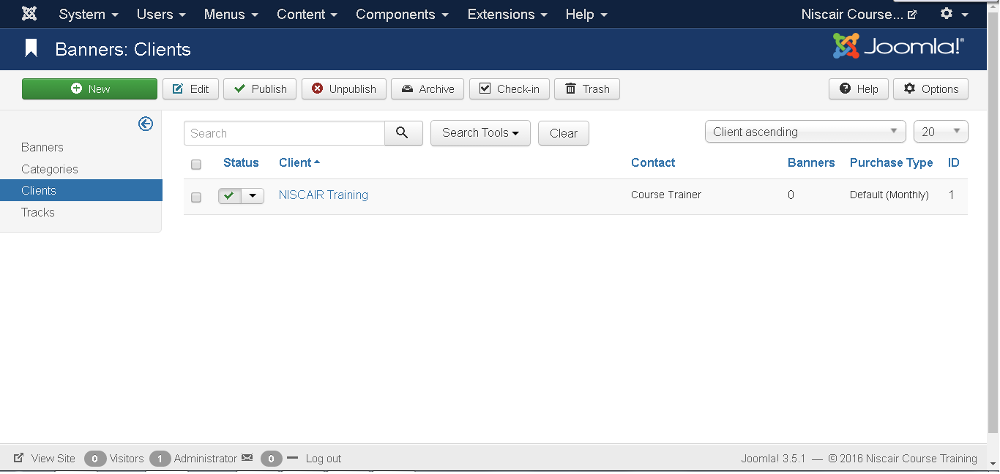 System Users Menus Content Components Extensions Help Niscair Course...
Banners: Clients Joomla!®
New Edit Publish Unpublish Archive Check-in Trash Help Options
Search Search Tools Clear Client ascending 20
Banners
Categories
Clients
Tracks
Status Client Contact Banners Purchase Type ID
NISCAIR Training Course Trainer 0 Default (Monthly) 1
View Site 0 Visitors 1 Administrator 0 Log out Joomla! 3.5.1 — © 2016 Niscair Course Training